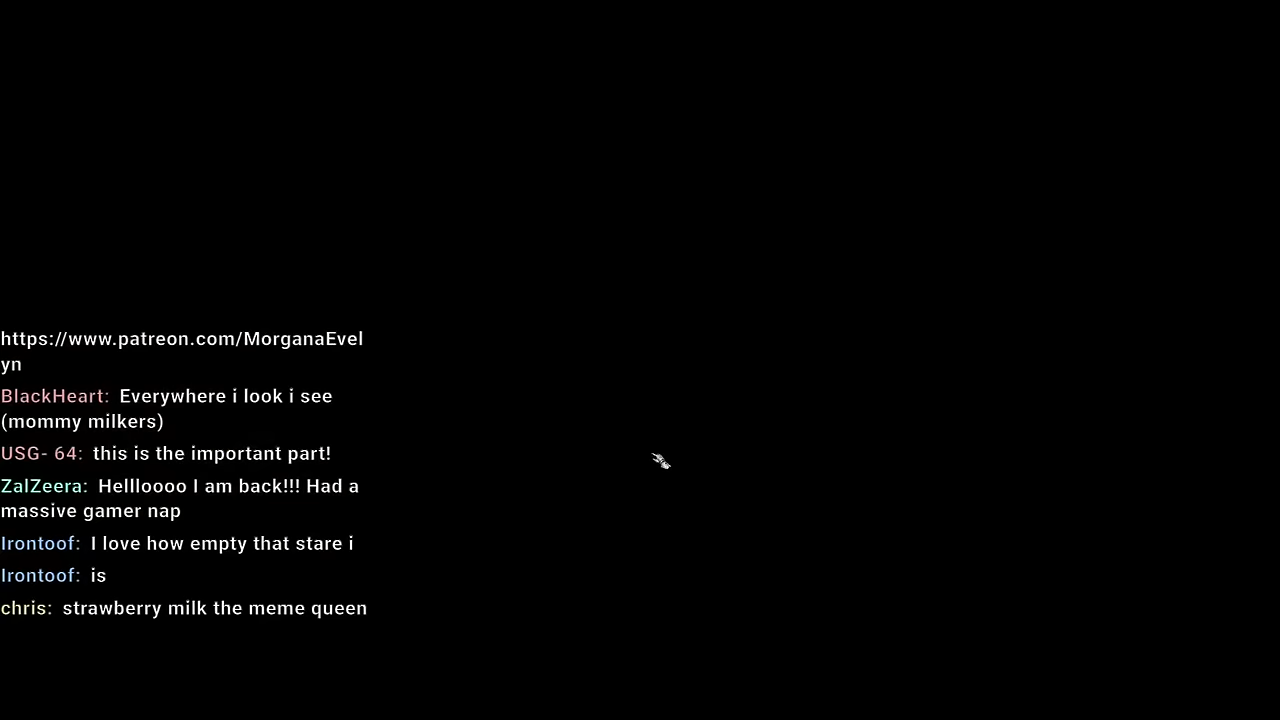 https://www.patreon.com/MorganaEvel
yn
BlackHeart: Everywhere i look i see
(mommy milkers)
USG- 64: this is the important part!
ZalZeera: Hellloooo I am back!!! Had a
massive gamer nap
Irontoof: I love how empty that stare i
Irontoof: is
chris: strawberry milk the meme queen